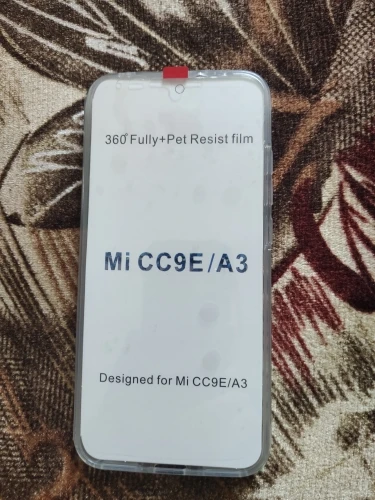 360°Fully+Pet Resist film
Mi CC9E/A3
Designed for Mi CC9E/A3